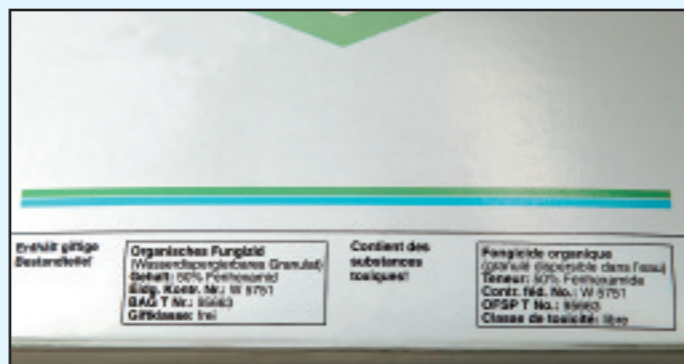 Enthält giftige
Bestandteile!
Organisches Fungizid
(Wasserdispergierbares Granulat)
Gehalt: 50% Fenhexamid
Eidg. Kontr. Nr.: W 5751
BAG T Nr.:
Giftklasse: frei
Contient des
substances
toxiques!
Fongicide organique
(granulé dispersible dans l'eau)
Teneur: 50% Fenhexamide
Contr. féd. No.: W 5751
OFSP T No.:
Classe de toxicité: libre